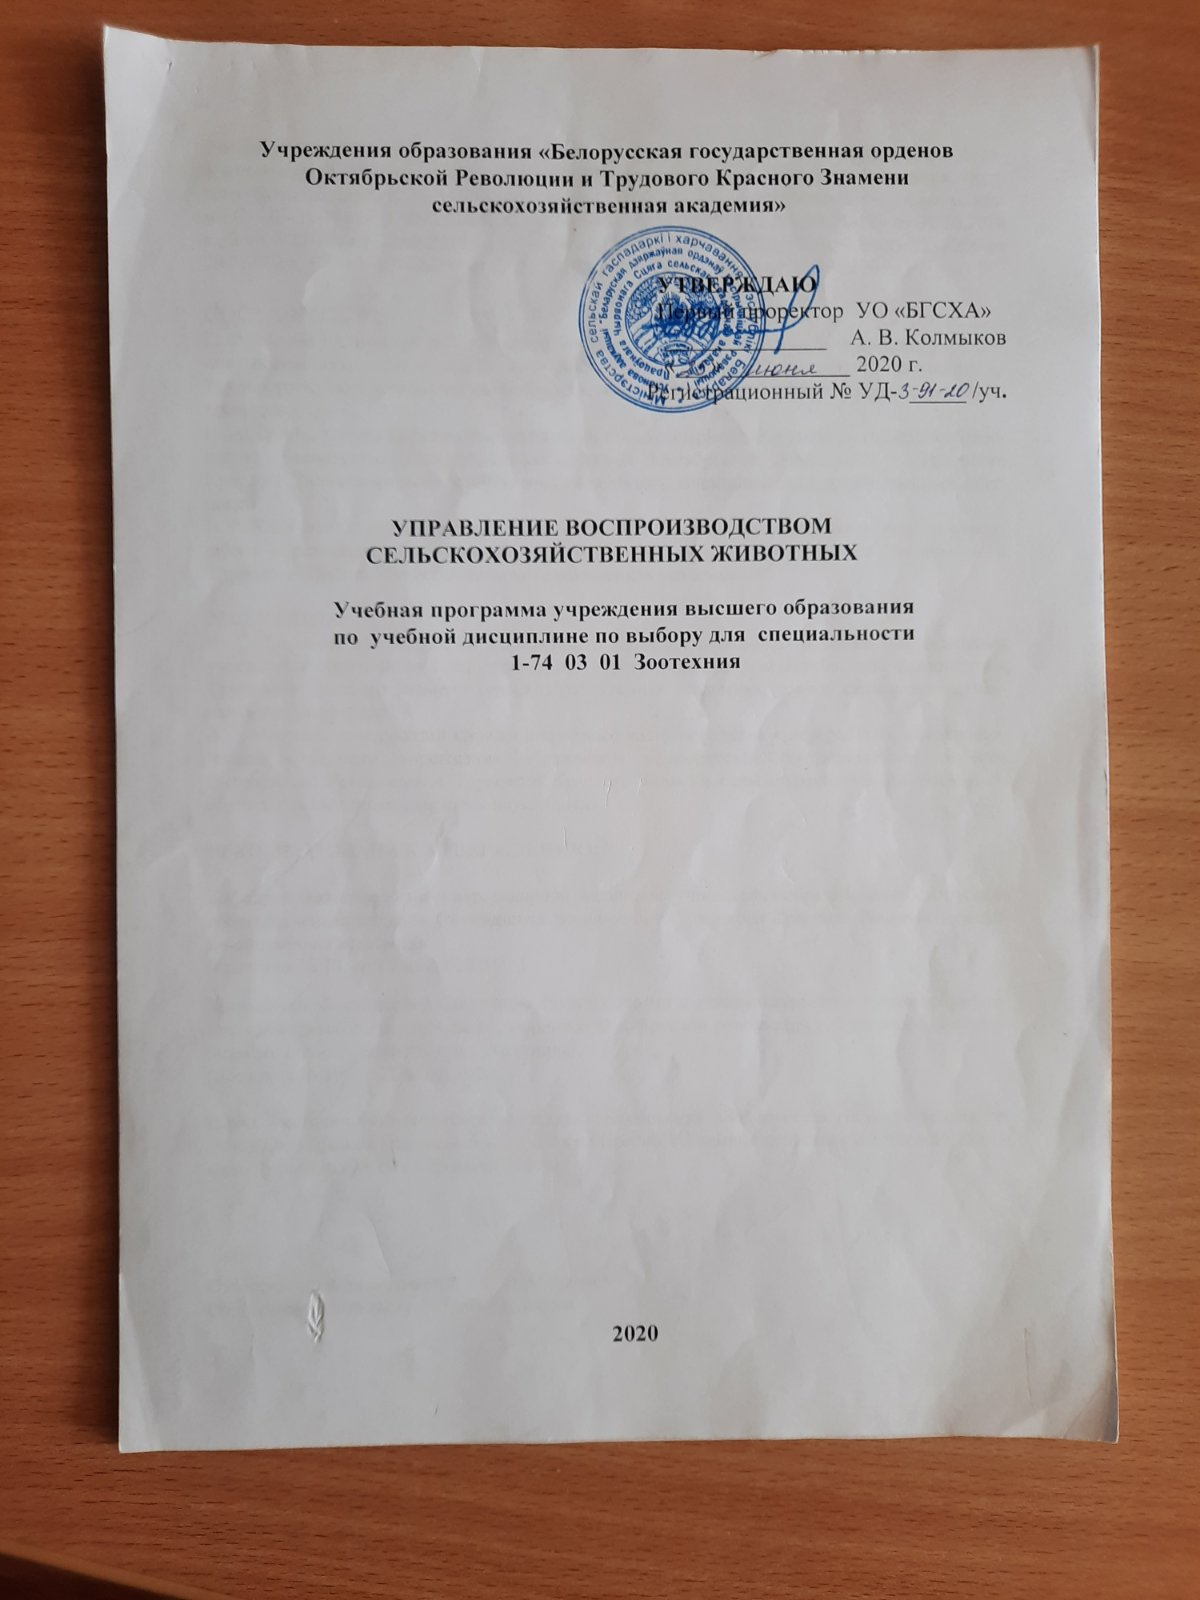 Учреждения образования «Белорусская государственная орденов
Октябрьской Революции и Трудового Красного Знамени
сельскохозяйственная академия»
УТВЕРЖДАЮ
Первый проректор УО «БГСХА»
А. В. Колмыков
июня 2020 г.
Регистрационный № УД-3-91-20/уч.
УПРАВЛЕНИЕ ВОСПРОИЗВОДСТВОМ
СЕЛЬСКОХОЗЯЙСТВЕННЫХ ЖИВОТНЫХ
Учебная программа учреждения высшего образования
по учебной дисциплине по выбору для специальности
1-74 03 01 Зоотехния
2020